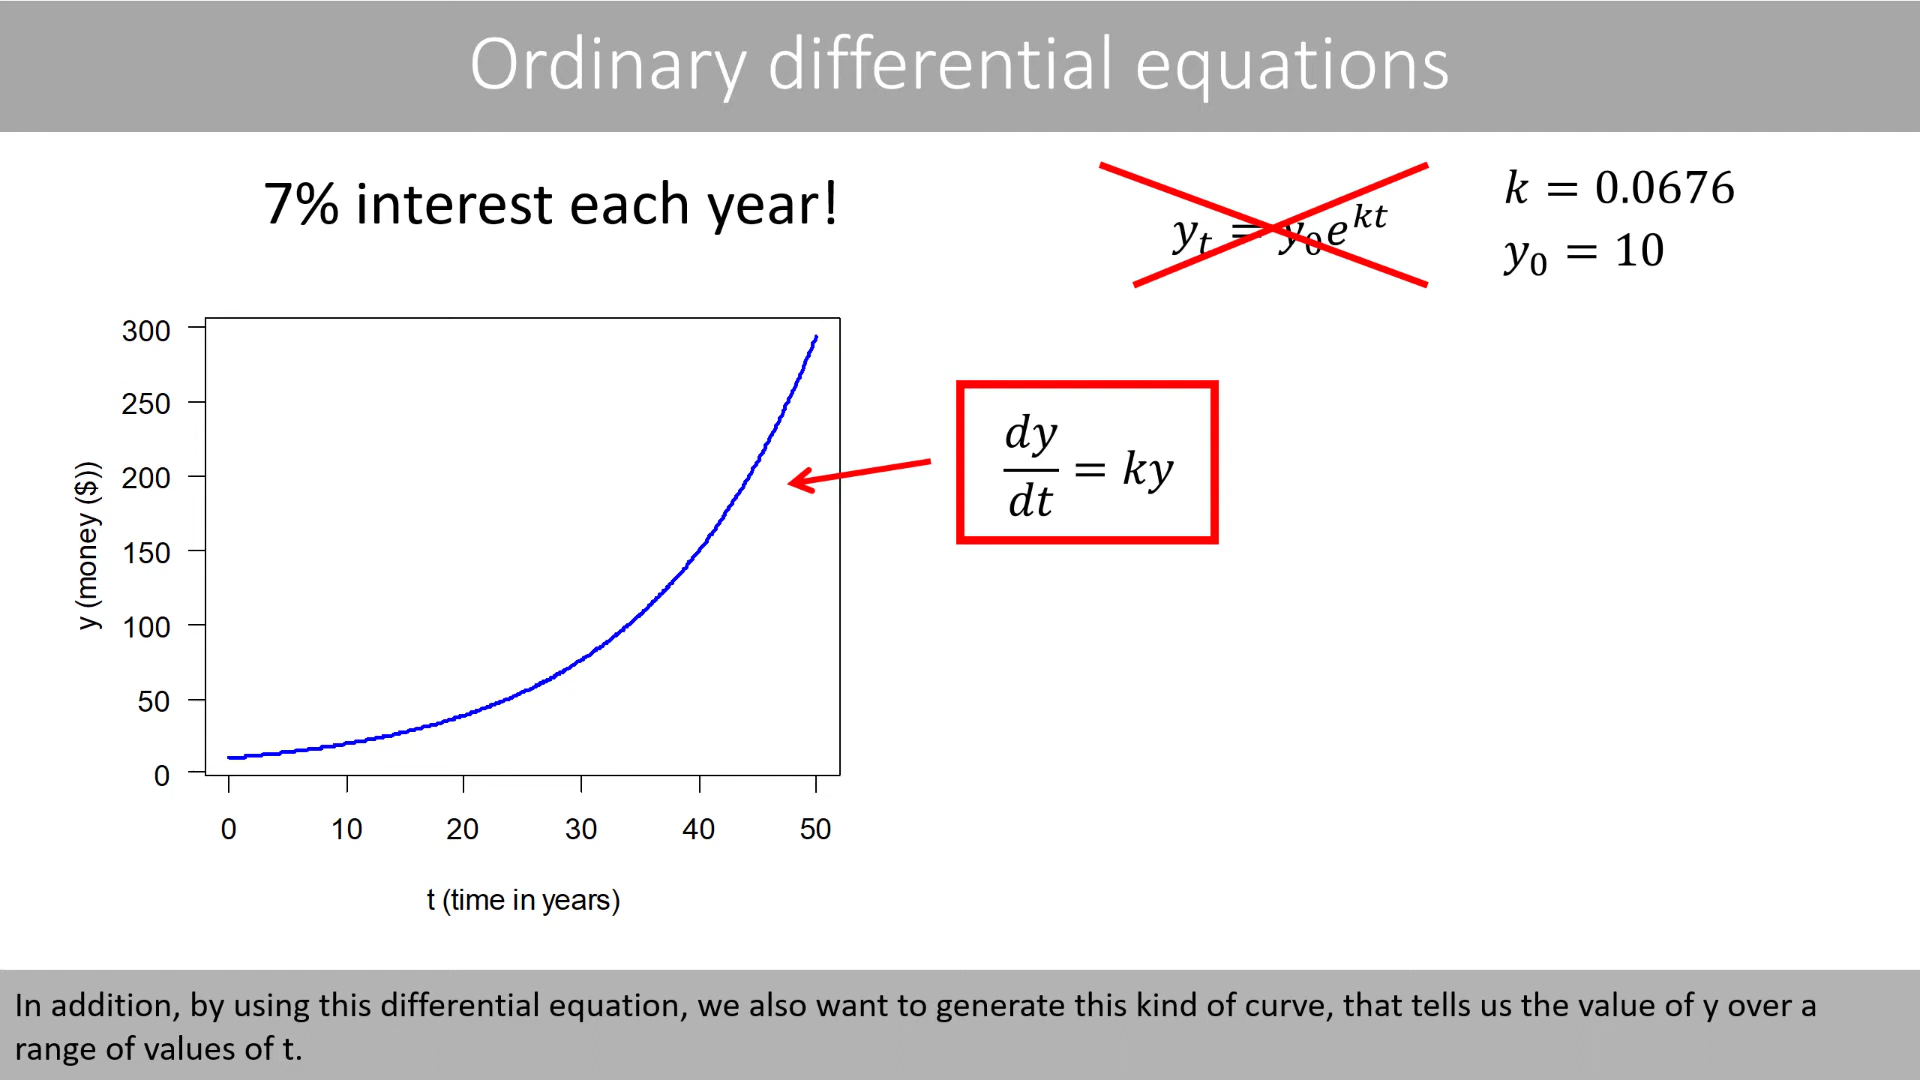 Ordinary differential equations
7% interest each year!
y_t = y_0e^{kt}
k = 0.0676
y_0 = 10
300
250
200
150
100
50
0
y (money ($))
0 10 20 30 40 50
t (time in years)
dy/dt = ky
In addition, by using this differential equation, we also want to generate this kind of curve, that tells us the value of y over a
range of values of t.